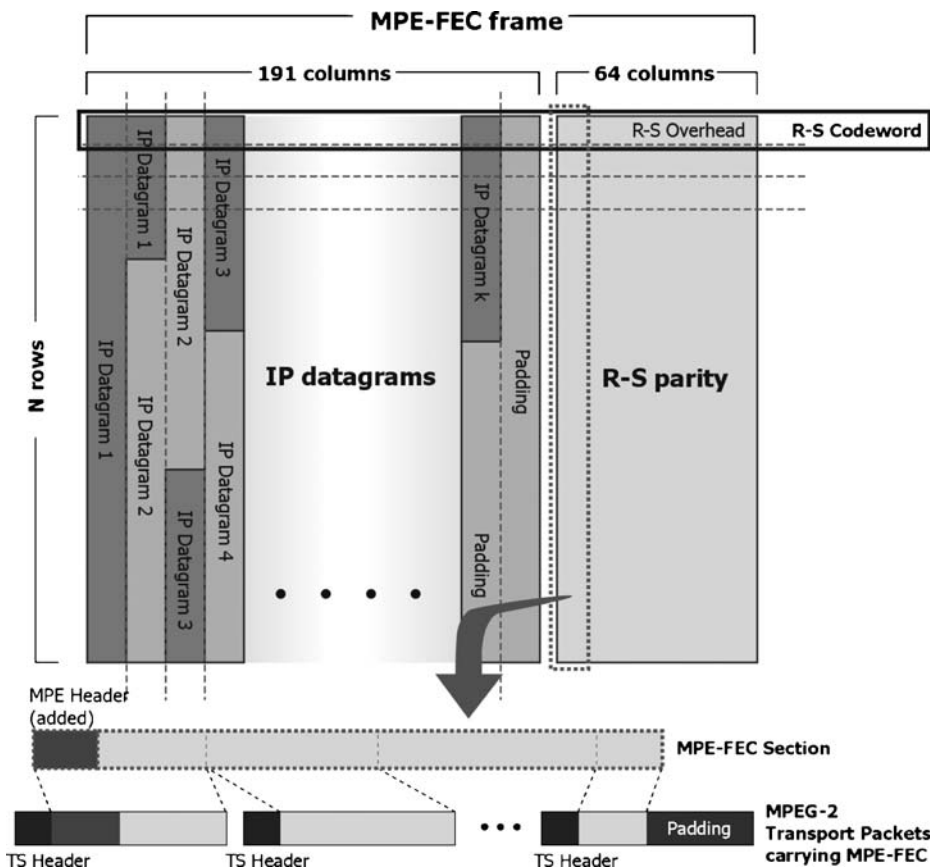 MPE-FEC frame
191 columns
64 columns
R-S Overhead
R-S Codeword
N rows
IP Datagram 1
IP Datagram 1
IP Datagram 2
IP Datagram 2
IP Datagram 3
IP Datagram 3
IP Datagram 4
IP datagrams
IP Datagram k
Padding
Padding
R-S parity
MPE Header
(added)
MPE-FEC Section
TS Header
TS Header
TS Header
Padding
MPEG-2
Transport Packets
carrying MPE-FEC